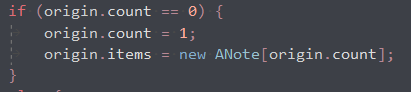 if (origin.count == 0) {
    origin.count = 1;
    origin.items = new ANote[origin.count];
}